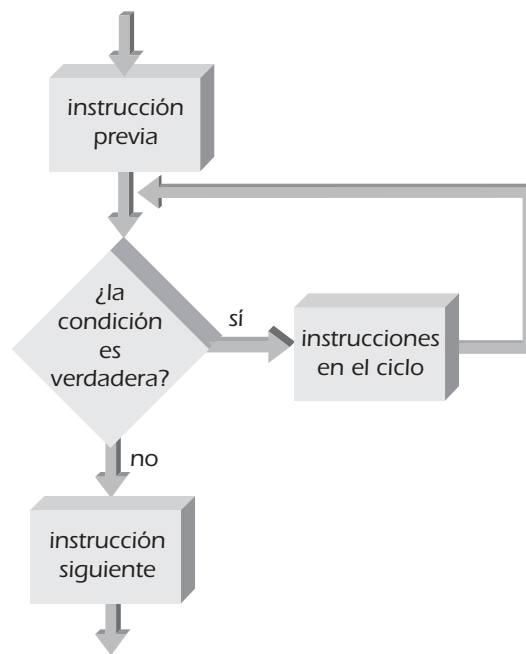 instrucción
previa
¿la
condición
es
verdadera?
sí
instrucciones
en el ciclo
no
instrucción
siguiente